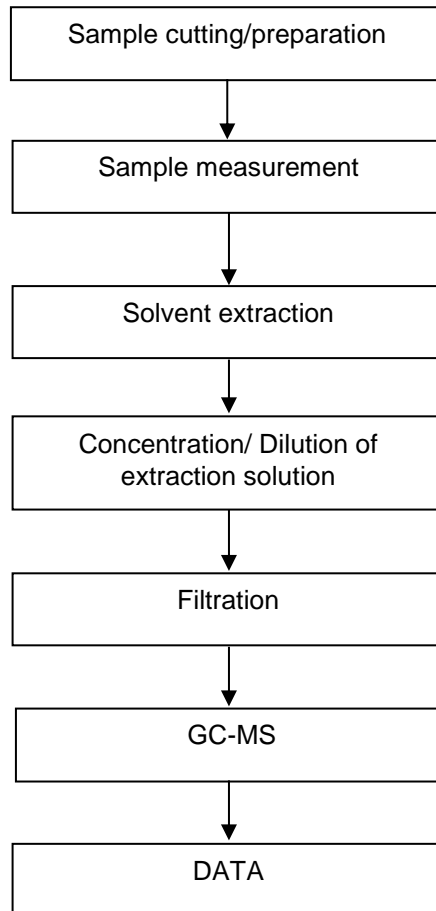 Sample cutting/preparation
Sample measurement
Solvent extraction
Concentration/ Dilution of
extraction solution
Filtration
GC-MS
DATA